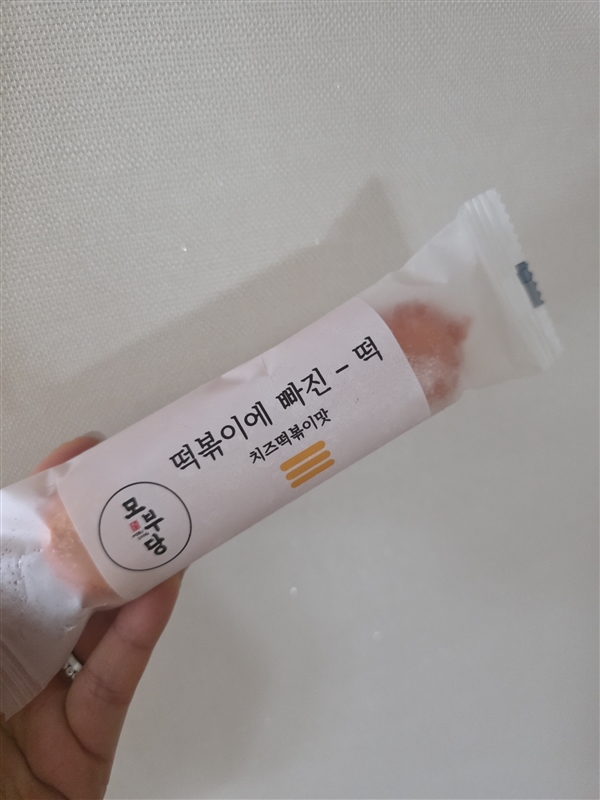 떡볶이에 빠진 - 떡
치즈떡볶이맛
모부당